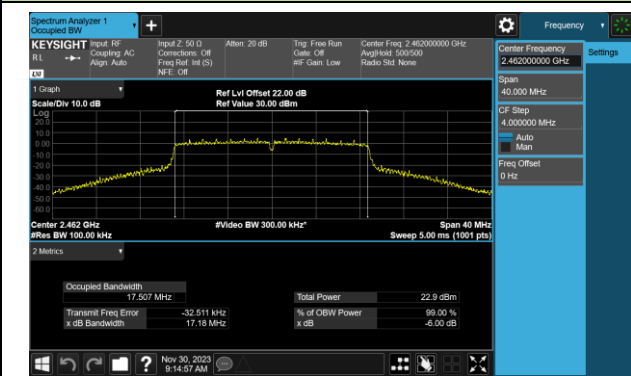 Spectrum Analyzer 1
Occupied BW
+
Frequency
KEYSIGHT
Input: RF
Coupling: AC
Align: Auto
Input Z: 50 Ω
Corrections: Off
Freq Ref: Int (S)
NFE: Off
Atten: 20 dB
Trig: Free Run
Gate: Off
#IF Gain: Low
Center Freq: 2.462000000 GHz
Avg|Hold: 500/500
Radio Std: None
R L
LXI
Center Frequency
2.462000000 GHz
Settings
Span
40.000 MHz
CF Step
4.000000 MHz
Auto
Man
Freq Offset
0 Hz
1 Graph
Ref Lvl Offset 22.00 dB
Scale/Div 10.0 dB
Ref Value 30.00 dBm
Log
20.0
10.0
0.00
-10.0
-20.0
-30.0
-40.0
-50.0
-60.0
Center 2.462 GHz
#Video BW 300.00 kHz*
Span 40 MHz
#Res BW 100.00 kHz
Sweep 5.00 ms (1001 pts)
2 Metrics
Occupied Bandwidth
17.507 MHz
Total Power
22.9 dBm
Transmit Freq Error
-32.511 kHz
% of OBW Power
99.00 %
x dB Bandwidth
17.18 MHz
x dB
-6.00 dB
?
Nov 30, 2023
9:14:57 AM